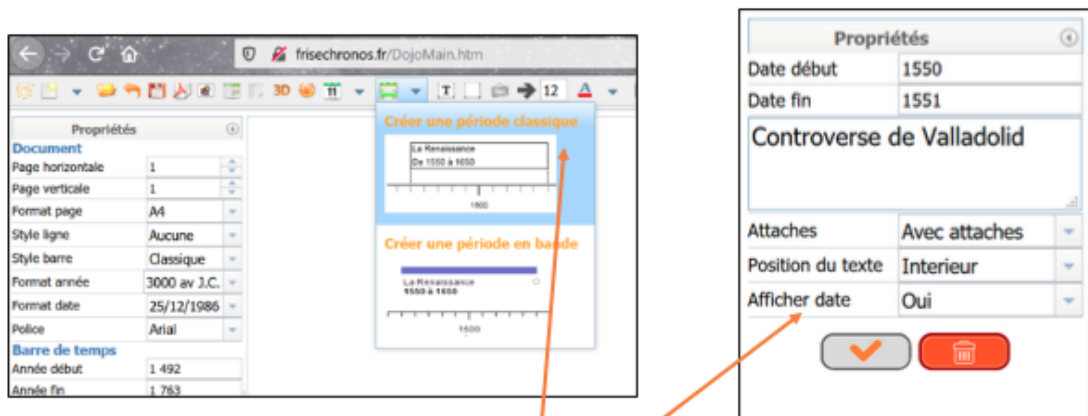 frisechronos.fr/DojoMain.htm
3D 11 T 12 A
Propriétés
Document
Page horizontale 1
Page verticale 1
Format page A4
Style ligne Aucune
Style barre Classique
Format année 3000 av J.C.
Format date 25/12/1986
Police Arial
Barre de temps
Année début 1 492
Année fin 1 763
Créer une période classique
La Renaissance
De 1550 à 1650
1600
Créer une période en bande
La Renaissance
1550 à 1650
1600
Propriétés
Date début 1550
Date fin 1551
Controverse de Valladolid
Attaches Avec attaches
Position du texte Interieur
Afficher date Oui